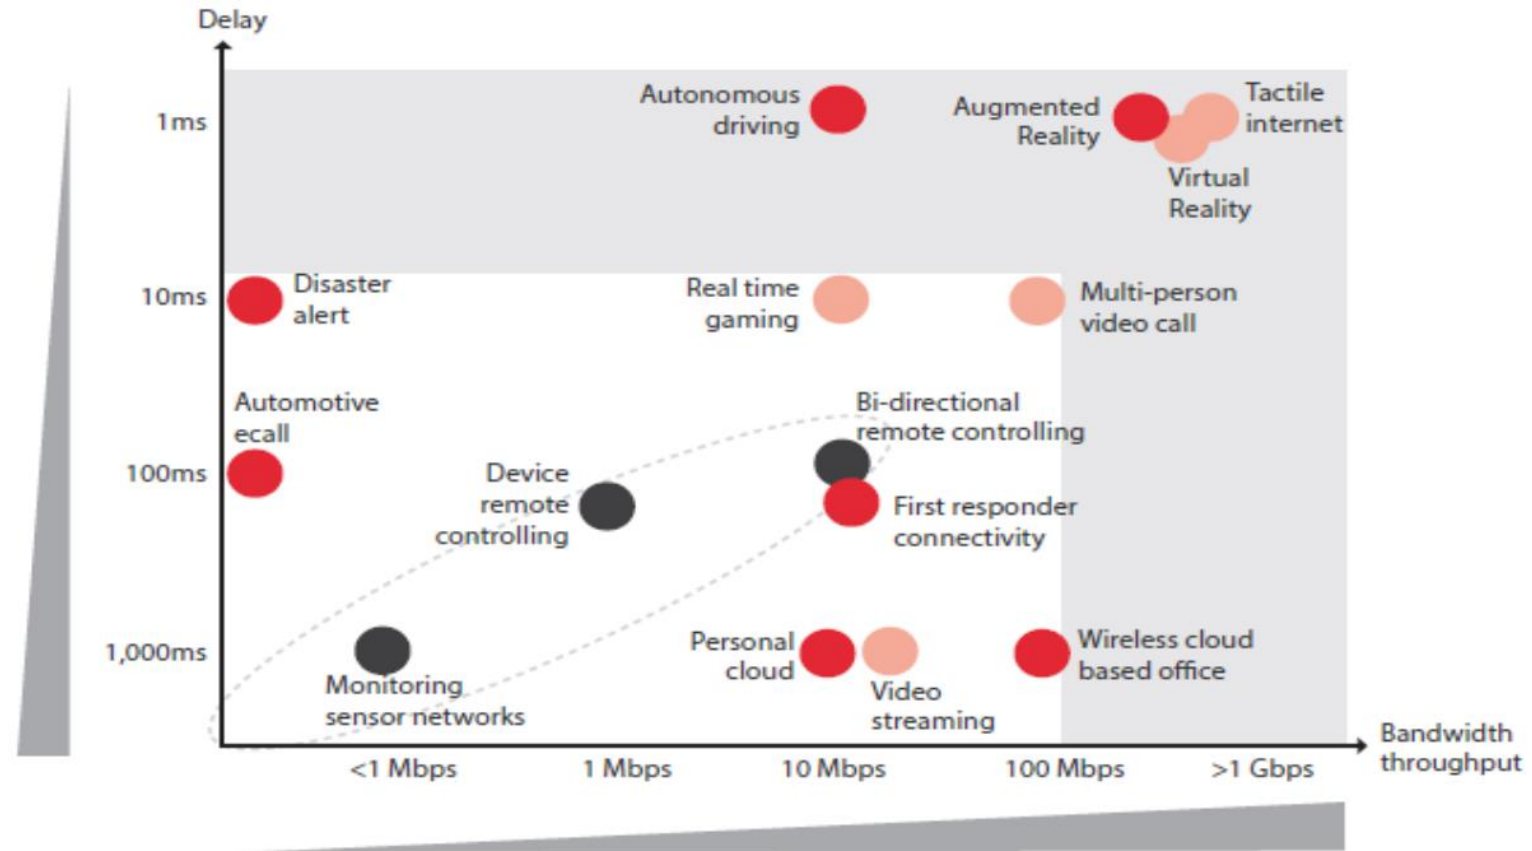 Delay
Autonomous
driving
Augmented
Reality
Tactile
internet
1ms
Virtual
Reality
10ms
Disaster
alert
Real time
gaming
Multi-person
video call
Automotive
ecall
Bi-directional
remote controlling
100ms
Device
remote
controlling
First responder
connectivity
1,000ms
Monitoring
sensor networks
Personal
cloud
Video
streaming
Wireless cloud
based office
<1 Mbps
1 Mbps
10 Mbps
100 Mbps
>1 Gbps
Bandwidth
throughput